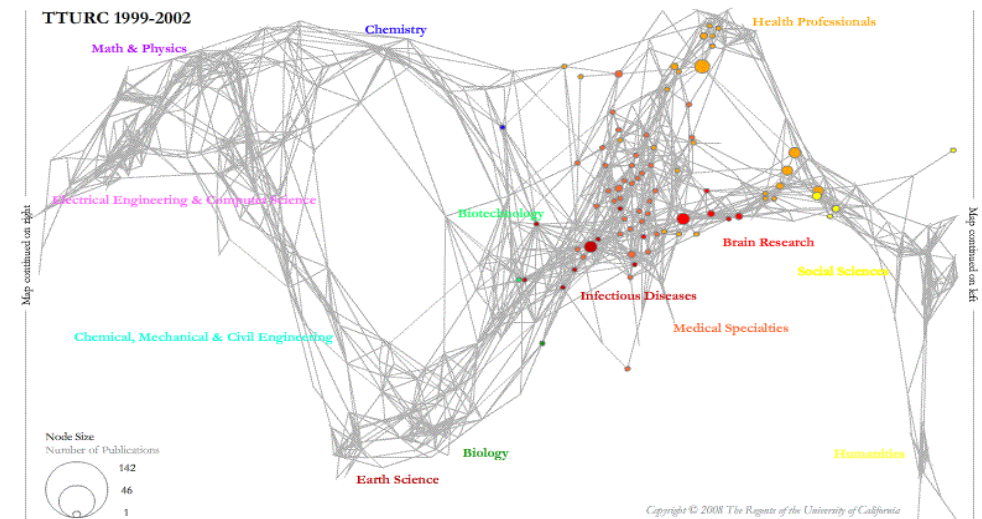 TTURC 1999-2002
Chemistry
Health Professionals
Math & Physics
Electrical Engineering & Computer Science
Biotechnology
Map continued on right
Map continued on left
Brain Research
Social Sciences
Infectious Diseases
Medical Specialties
Chemical, Mechanical & Civil Engineering
Node Size
Number of Publications
142
46
1
Biology
Humanities
Earth Science
Copyright © 2008 The Regents of the University of California